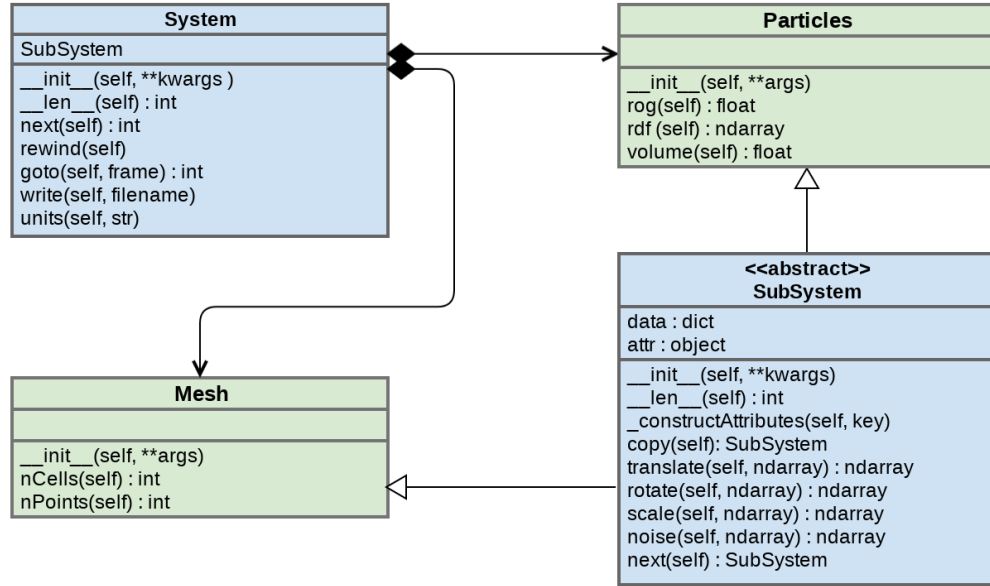 System
SubSystem
__init__(self, **kwargs )
__len__(self) : int
next(self) : int
rewind(self)
goto(self, frame) : int
write(self, filename)
units(self, str)
Particles
__init__(self, **args)
rog(self) : float
rdf (self) : ndarray
volume(self) : float
Mesh
__init__(self, **args)
nCells(self) : int
nPoints(self) : int
<<abstract>>
SubSystem
data : dict
attr : object
__init__(self, **kwargs)
__len__(self) : int
_constructAttributes(self, key)
copy(self): SubSystem
translate(self, ndarray) : ndarray
rotate(self, ndarray) : ndarray
scale(self, ndarray) : ndarray
noise(self, ndarray) : ndarray
next(self) : SubSystem